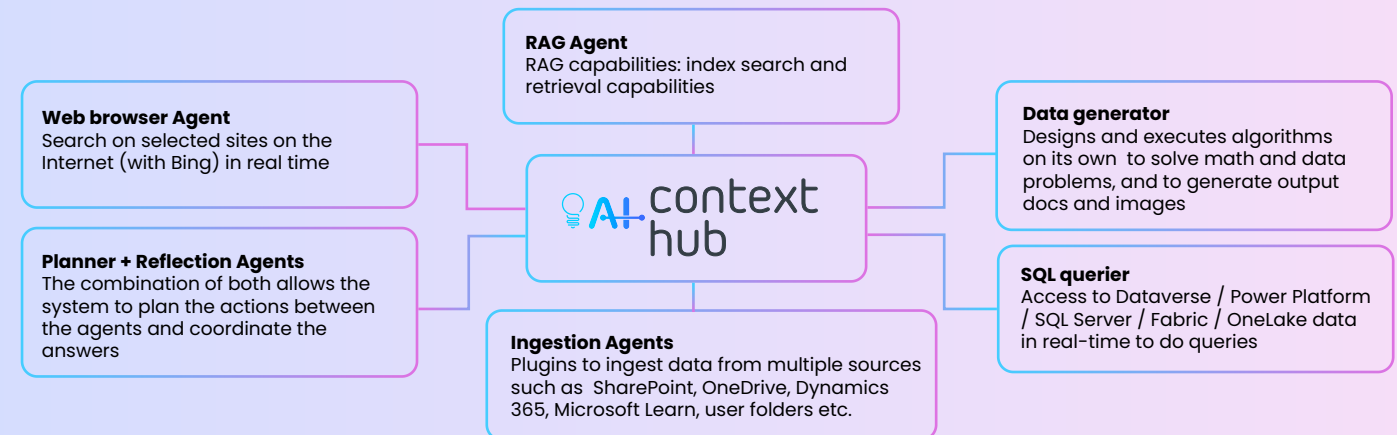 RAG Agent
RAG capabilities: index search and
retrieval capabilities
Web browser Agent
Search on selected sites on the
Internet (with Bing) in real time
Data generator
Designs and executes algorithms
on its own to solve math and data
problems, and to generate output
docs and images
AI context
hub
Planner + Reflection Agents
The combination of both allows the
system to plan the actions between
the agents and coordinate the
answers
SQL querier
Access to Dataverse / Power Platform
/ SQL Server / Fabric / OneLake data
in real-time to do queries
Ingestion Agents
Plugins to ingest data from multiple sources
such as SharePoint, OneDrive, Dynamics
365, Microsoft Learn, user folders etc.